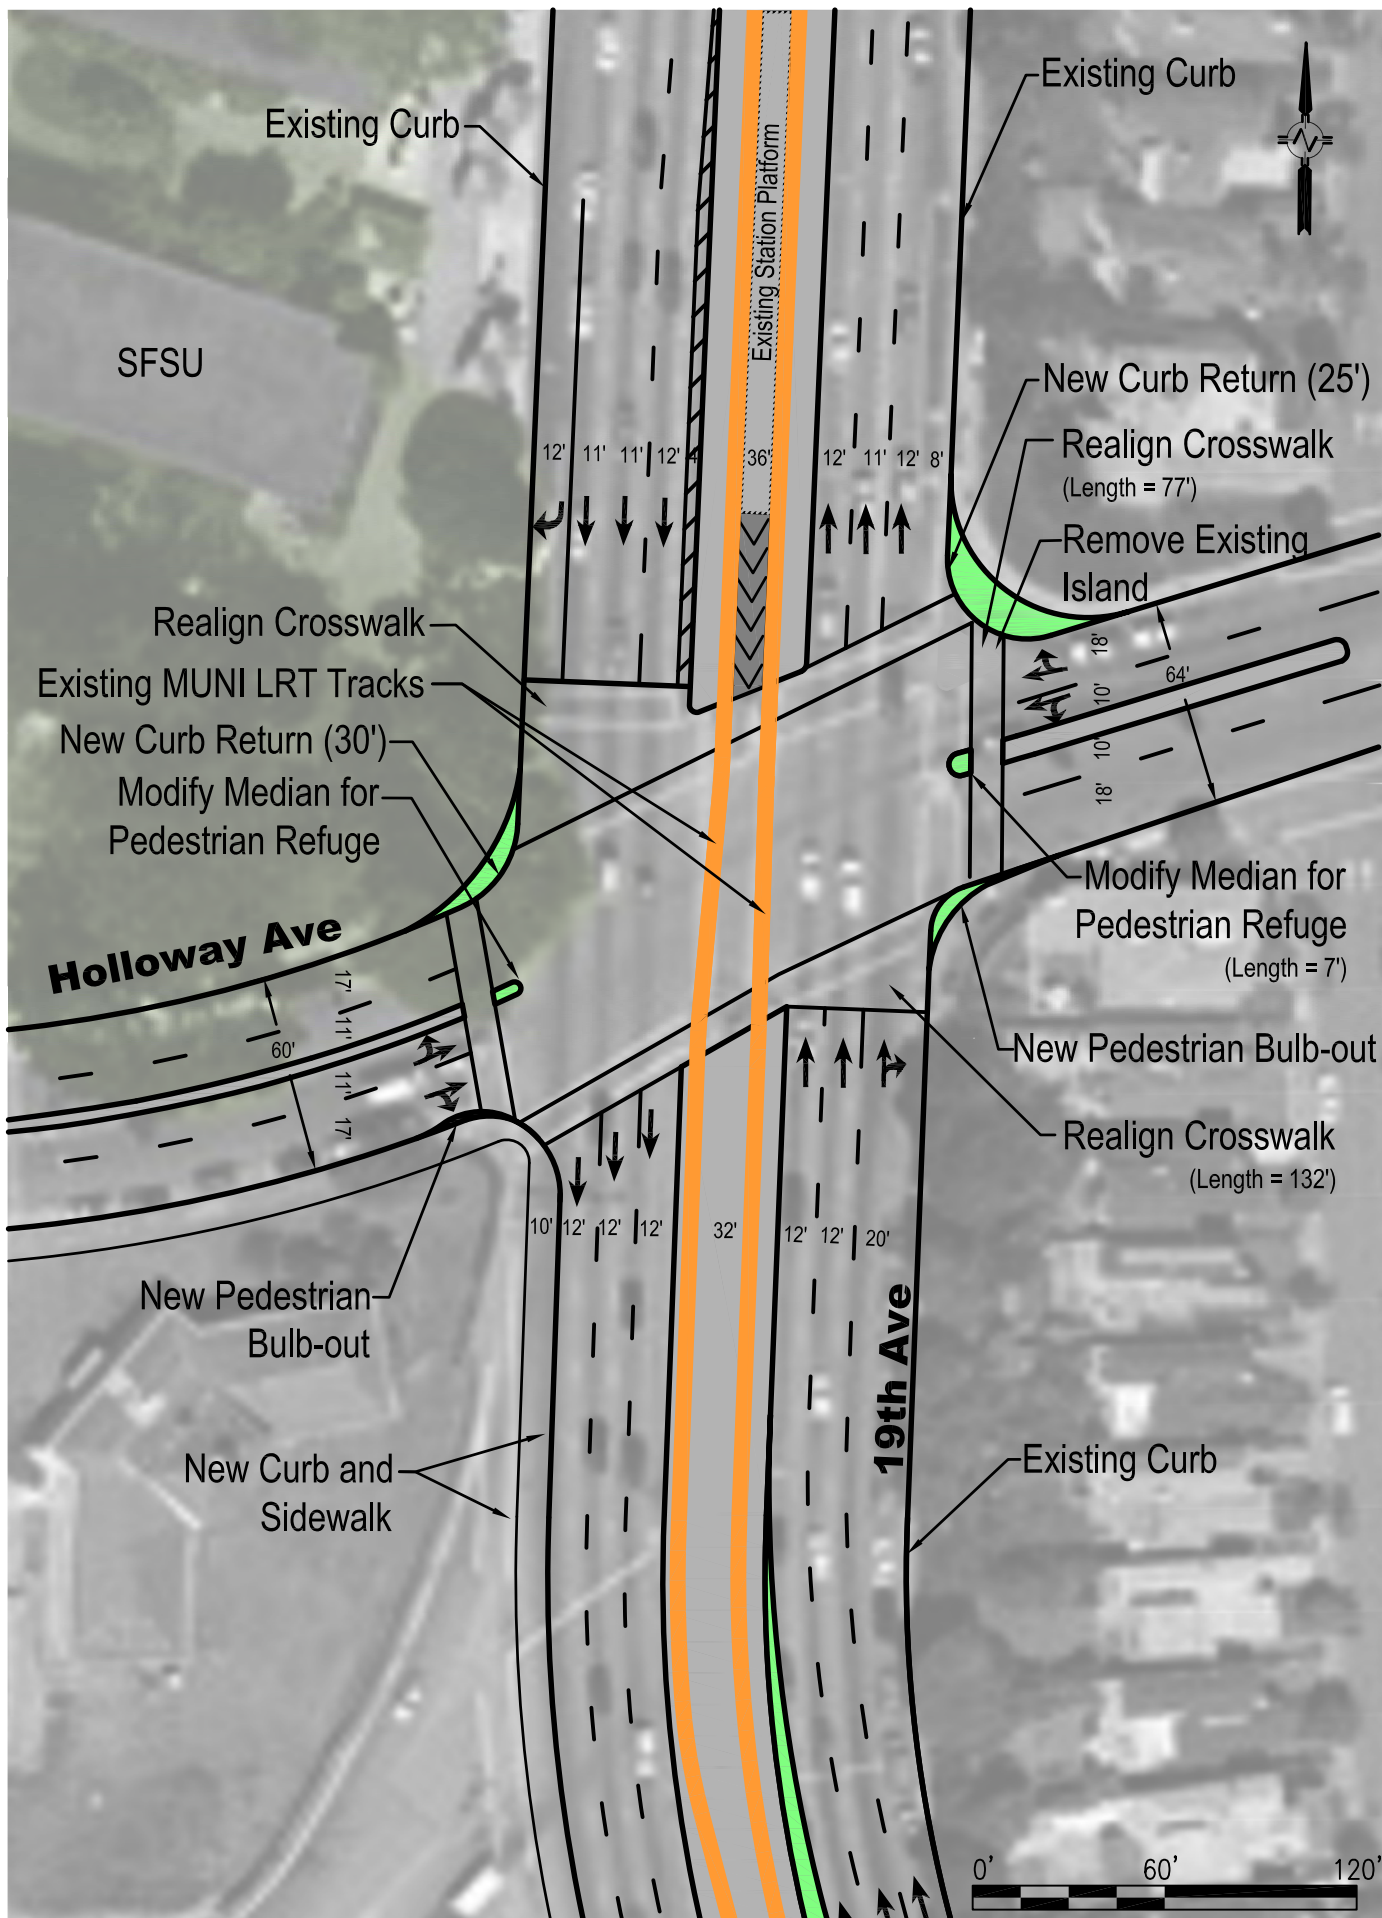 Existing Curb
Existing Curb
Existing Station Platform
SFSU
New Curb Return (25')
Realign Crosswalk
(Length = 77')
Remove Existing
Island
12' 11' 11' 12' 4' 36' 12' 11' 12' 8'
Realign Crosswalk
Existing MUNI LRT Tracks
New Curb Return (30')
Modify Median for
Pedestrian Refuge
18'
10'
10'
18'
64'
Modify Median for
Pedestrian Refuge
(Length = 7')
Holloway Ave
17'
11'
11'
17'
60'
New Pedestrian Bulb-out
Realign Crosswalk
(Length = 132')
10' 12' 12' 12' 32' 12' 12' 20'
New Pedestrian
Bulb-out
19th Ave
New Curb and
Sidewalk
Existing Curb
0' 60' 120'